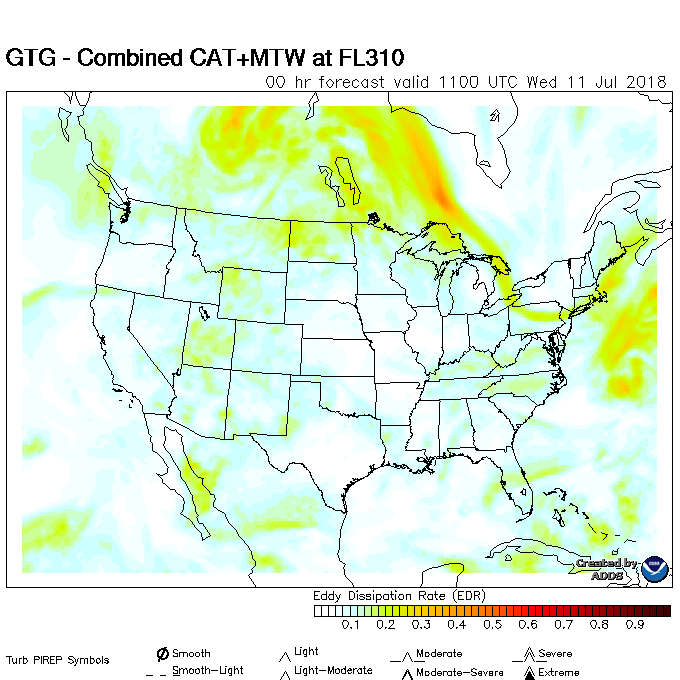 GTG - Combined CAT+MTW at FL310
00 hr forecast valid 1100 UTC Wed 11 Jul 2018
Created by
ADDS
Eddy Dissipation Rate (EDR)
0.1 0.2 0.3 0.4 0.5 0.6 0.7 0.8 0.9
Turb PIREP Symbols
Smooth Light Moderate Severe
Smooth-Light Light-Moderate Moderate-Severe Extreme